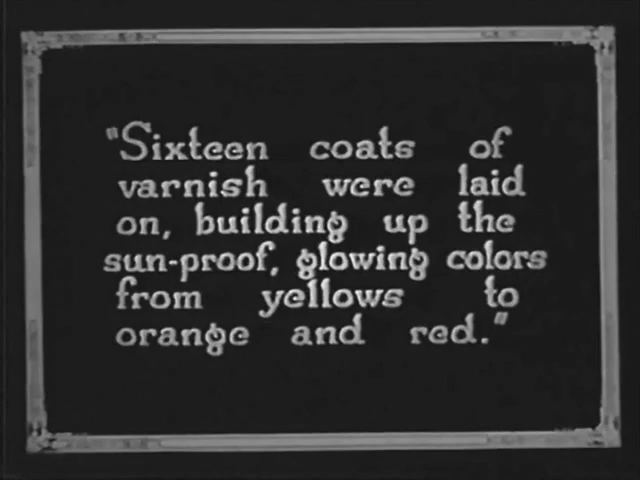 "Sixteen coats of
varnish were laid
on, building up the
sun-proof, glowing colors
from yellows to
orange and red."